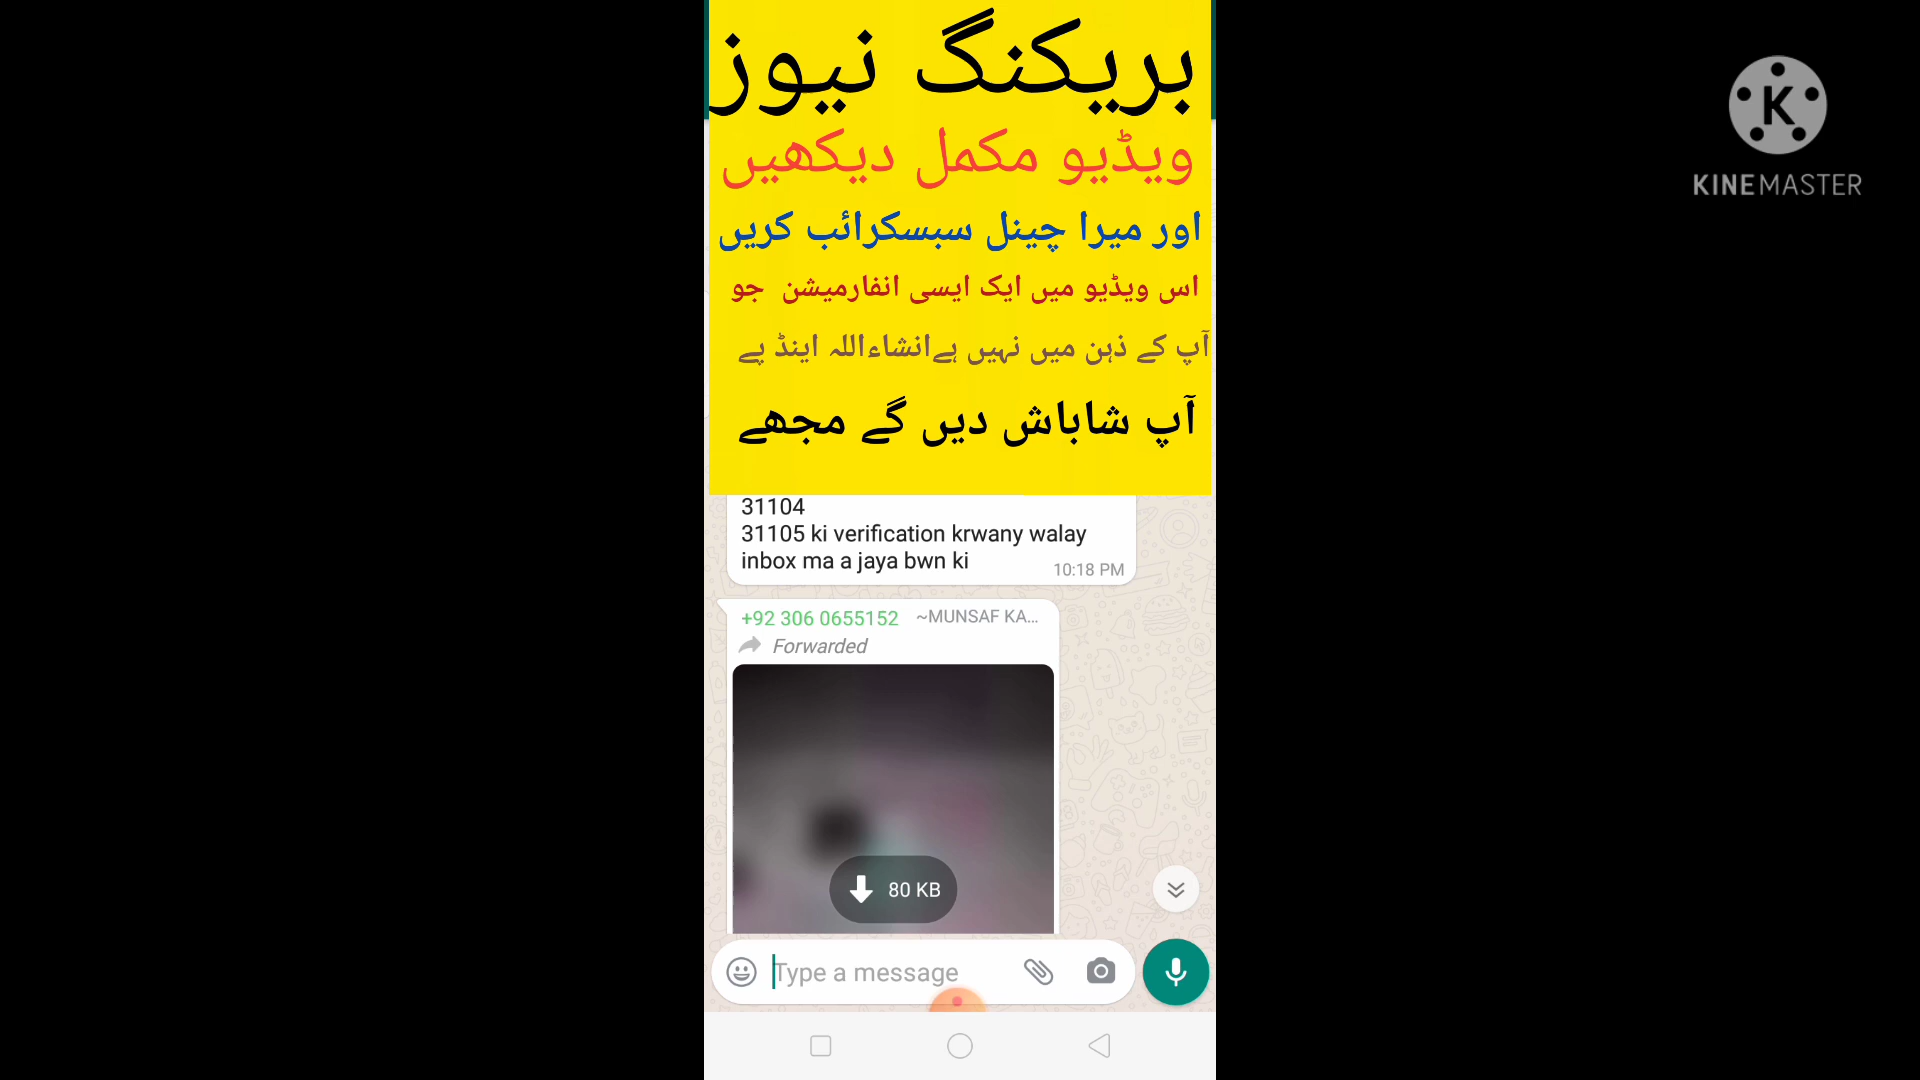 بریکنگ نیوز
ویڈیو مکمل دیکھیں
اور میرا چینل سبسکرائب کریں
اس ویڈیو میں ایک ایسی انفارمیشن جو
آپ کے ذہن میں نہیں ہےانشاءاللہ اینڈ پے
آپ شاباش دیں گے مجھے
KINEMASTER
31104
31105 ki verification krwany walay
inbox ma a jaya bwn ki
10:18 PM
+92 306 0655152 ~MUNSAF KA...
Forwarded
80 KB
Type a message